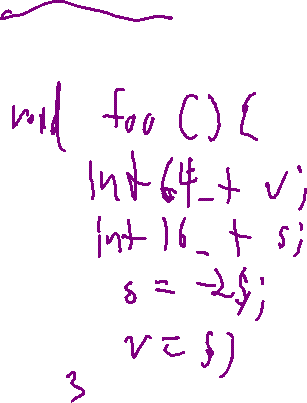 void foo () {
int64_t v;
int16_t s;
s = -25;
v = s;
}